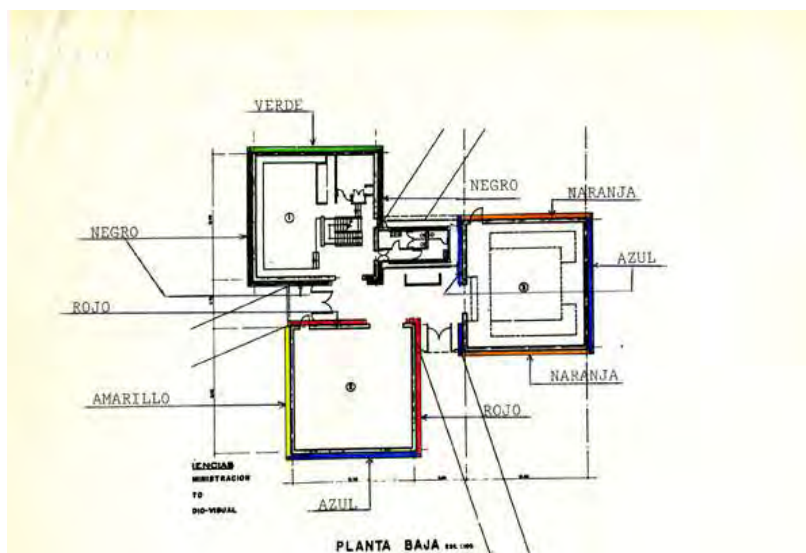 VERDE
NEGRO
NARANJA
NEGRO
AZUL
ROJO
NARANJA
AMARILLO
ROJO
IENCIAS
MINISTRACION
TO
DIO-VISUAL
AZUL
PLANTA BAJA